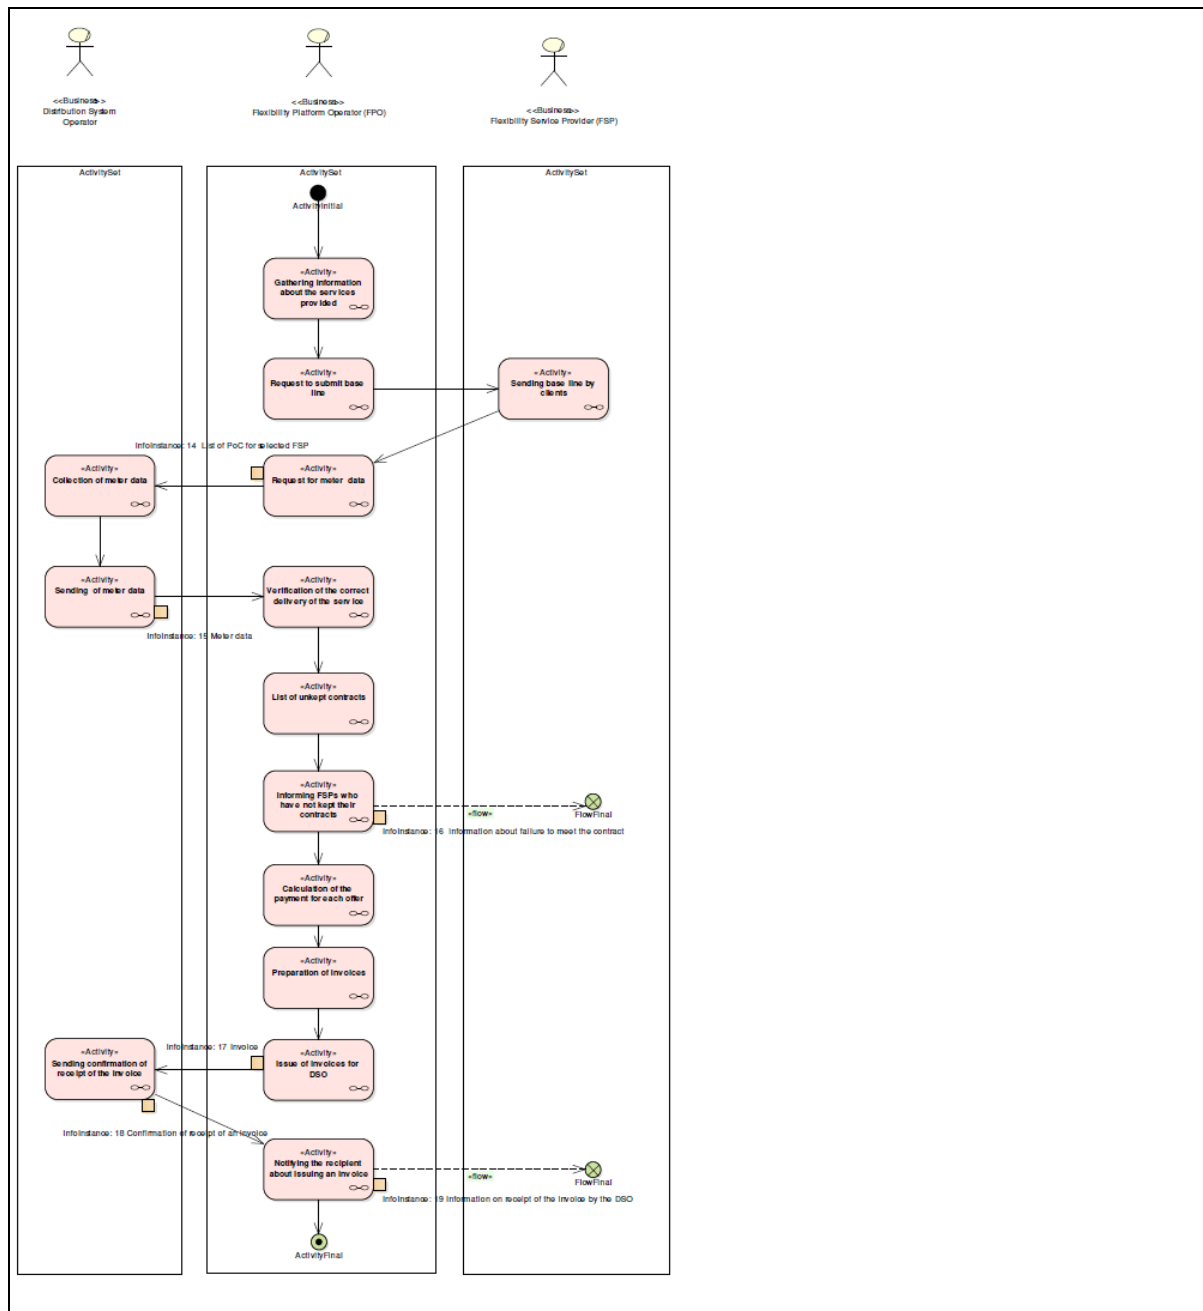 <<Business>>
Distribution System
Operator
<<Business>>
Flexibility Platform Operator (FPO)
<<Business>>
Flexibility Service Provider (FSP)
ActivitySet
ActivitySet
ActivitySet
ActivityInitial
«Activity»
Gathering information
about the services
provided
«Activity»
Request to submit base
line
«Activity»
Sending base line by
clients
InfoInstance: 14 List of PoC for selected FSP
«Activity»
Collection of meter data
«Activity»
Request for meter data
«Activity»
Sending of meter data
«Activity»
Verification of the correct
delivery of the service
InfoInstance: 15 Meter data
«Activity»
List of unkept contracts
«Activity»
Informing FSPs who
have not kept their
contracts
«flow»
FlowFinal
InfoInstance: 16 Information about failure to meet the contract
«Activity»
Calculation of the
payment for each offer
«Activity»
Preparation of invoices
InfoInstance: 17 Invoice
«Activity»
Sending confirmation of
receipt of the invoice
«Activity»
Issue of invoices for
DSO
InfoInstance: 18 Confirmation of receipt of an invoice
«Activity»
Notifying the recipient
about issuing an invoice
«flow»
FlowFinal
InfoInstance: 19 Information on receipt of the invoice by the DSO
ActivityFinal